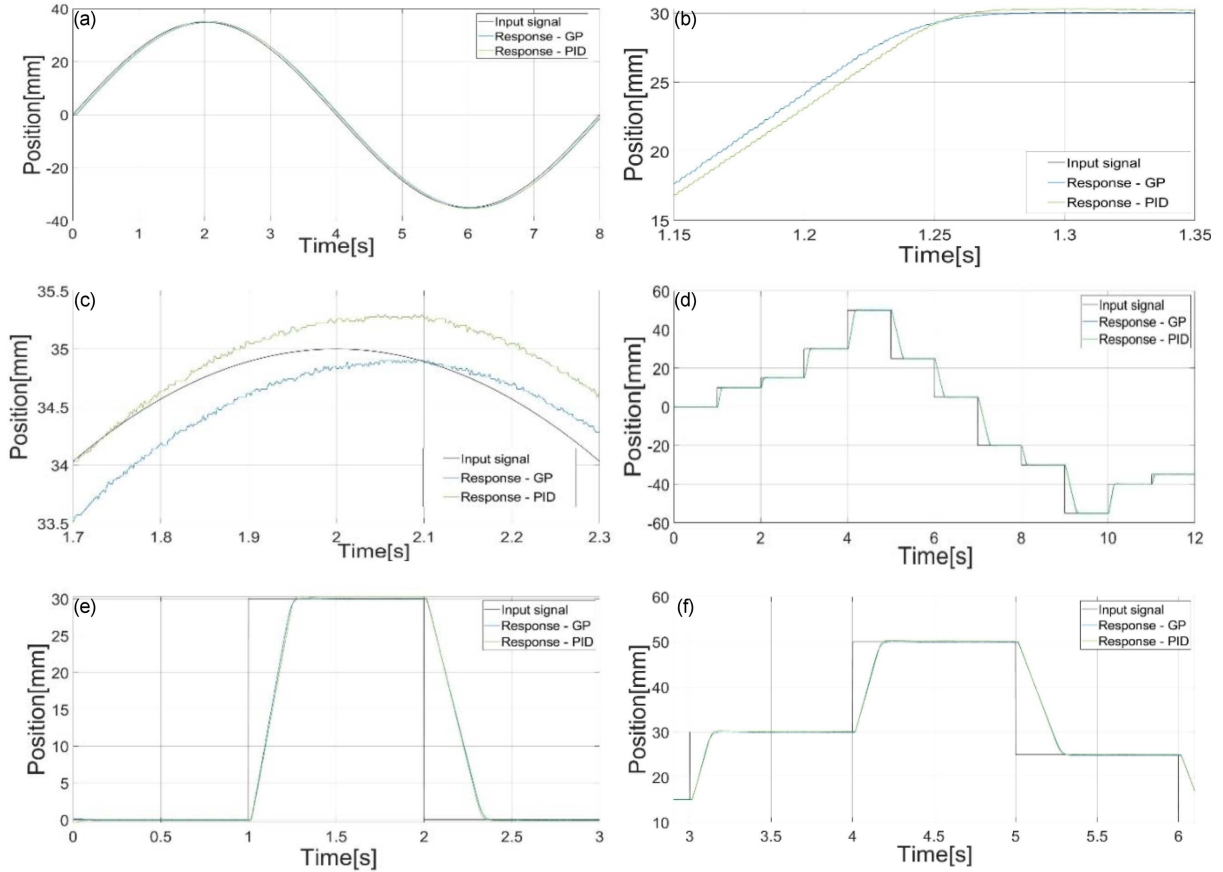 (a)
40
20
0
-20
-40
Position[mm]
0 1 2 3 4 5 6 7 8
Time[s]
Input signal
Response - GP
Response - PID
(b)
30
25
20
15
Position[mm]
1.15 1.2 1.25 1.3 1.35
Time[s]
Input signal
Response - GP
Response - PID
(c)
35.5
35
34.5
34
33.5
Position[mm]
1.7 1.8 1.9 2 2.1 2.2 2.3
Time[s]
Input signal
Response - GP
Response - PID
(d)
60
40
20
0
-20
-40
-60
Position[mm]
0 2 4 6 8 10 12
Time[s]
Input signal
Response - GP
Response - PID
(e)
30
25
20
15
10
5
0
Position[mm]
0 0.5 1 1.5 2 2.5 3
Time[s]
Input signal
Response - GP
Response - PID
(f)
60
50
40
30
20
10
Position[mm]
3 3.5 4 4.5 5 5.5 6
Time[s]
Input signal
Response - GP
Response - PID